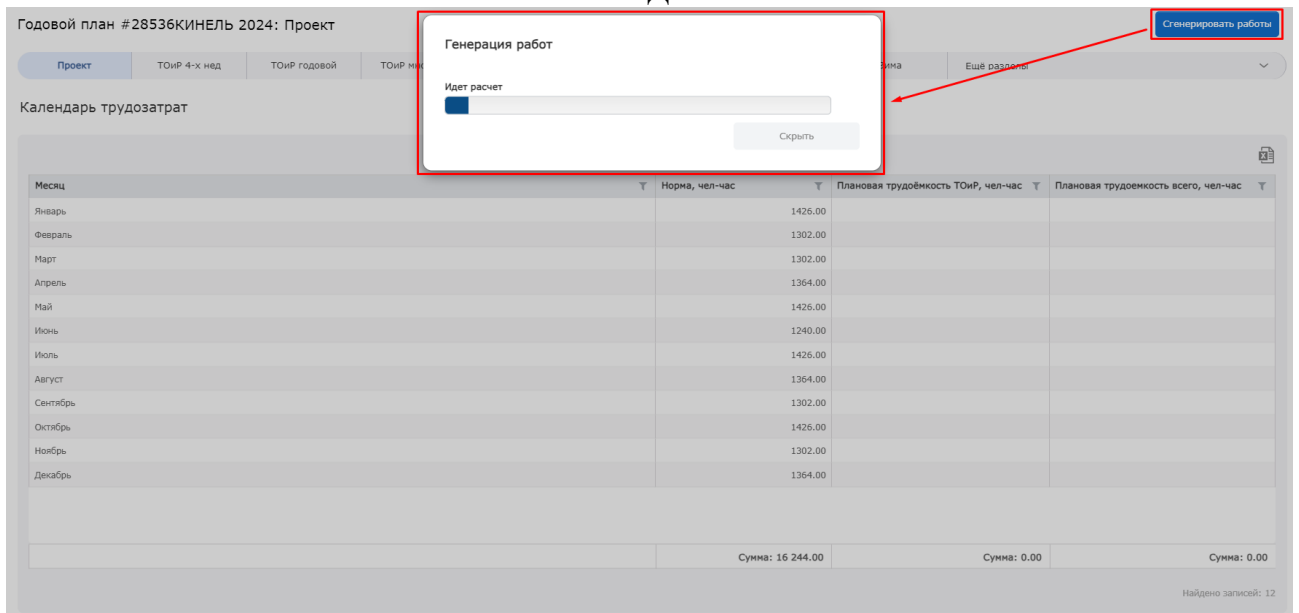 Годовой план #28536КИНЕЛЬ 2024: Проект
Сгенерировать работы
Генерация работ
Проект ТОиР 4-х нед ТОиР годовой ТОиР Ещё разделы
Идет расчет
Календарь трудозатрат
Скрыть
Месяц Норма, чел-час Плановая трудоёмкость ТОиР, чел-час Плановая трудоемкость всего, чел-час
Январь 1426.00
Февраль 1302.00
Март 1302.00
Апрель 1364.00
Май 1426.00
Июнь 1240.00
Июль 1426.00
Август 1364.00
Сентябрь 1302.00
Октябрь 1426.00
Ноябрь 1302.00
Декабрь 1364.00
Сумма: 16 244.00 Сумма: 0.00 Сумма: 0.00
Найдено записей: 12